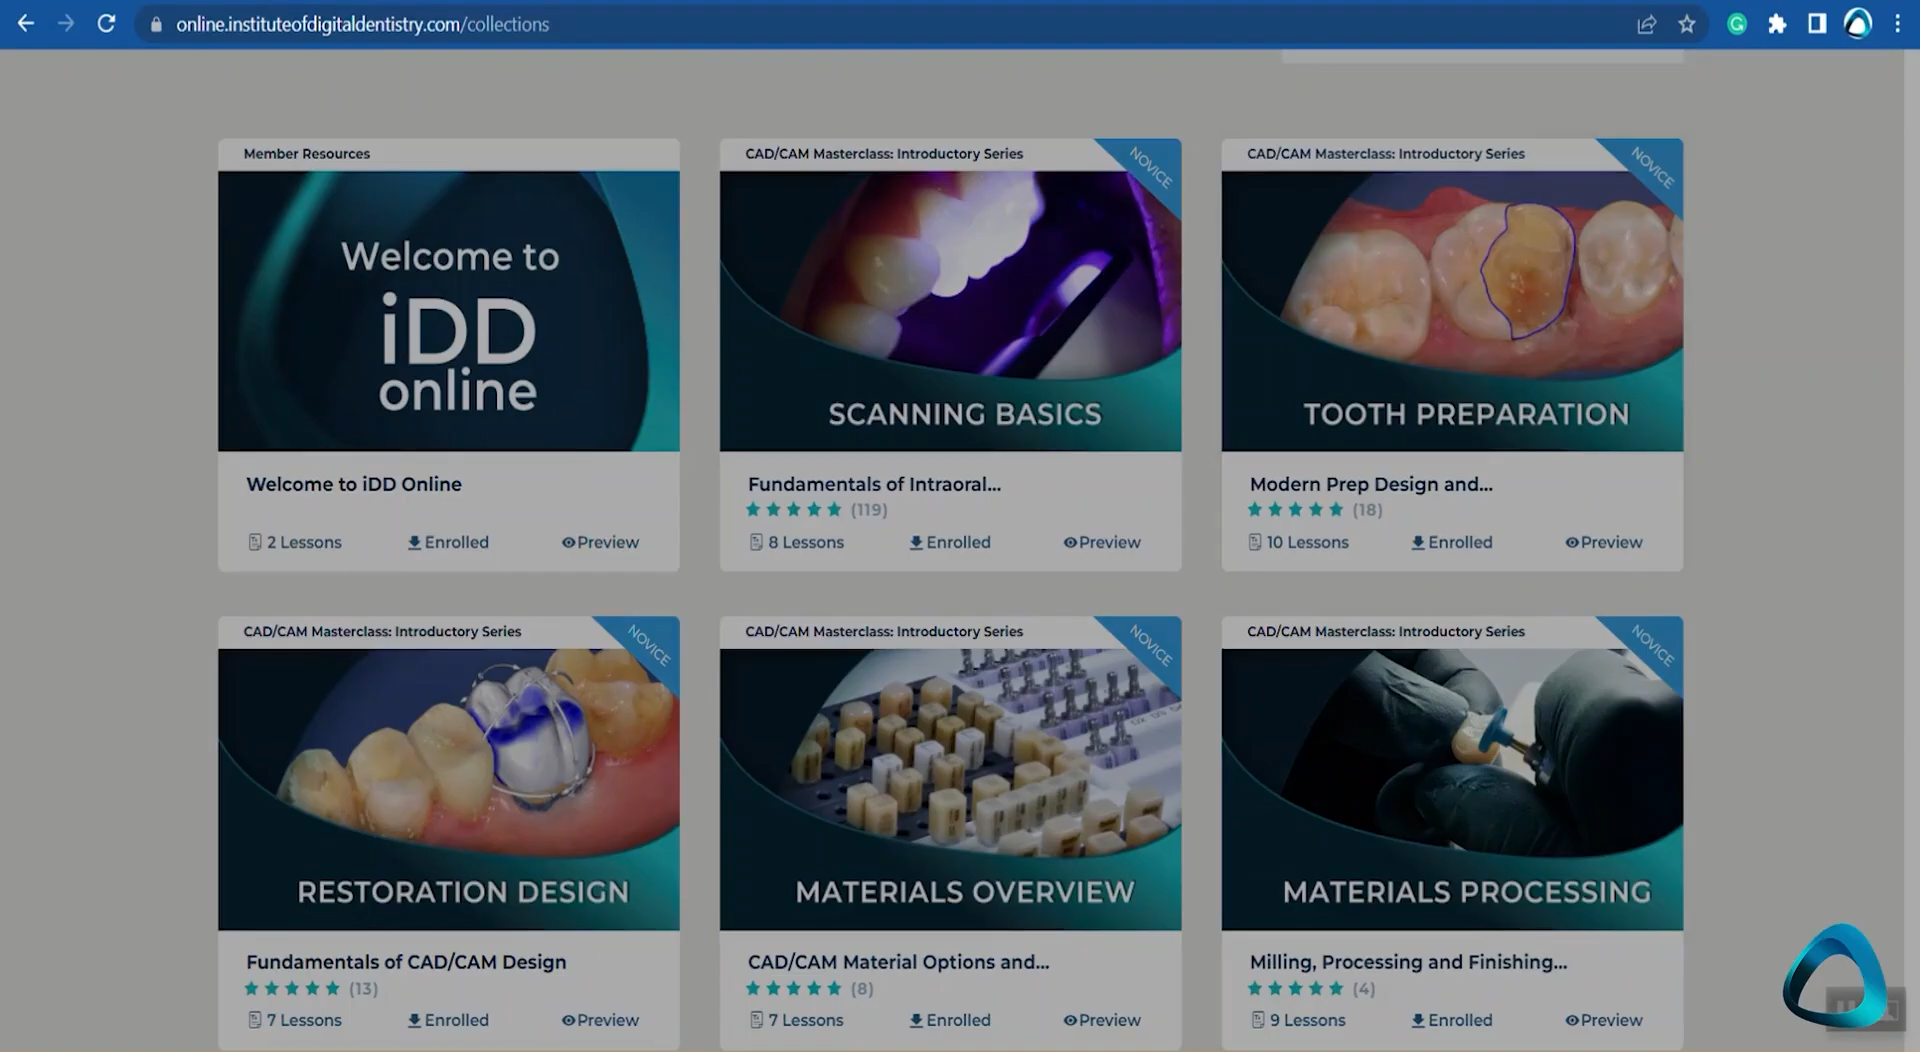 online.instituteofdigitaldentistry.com/collections
Member Resources
Welcome to
iDD
online
Welcome to iDD Online
2 Lessons Enrolled Preview
CAD/CAM Masterclass: Introductory Series
NOVICE
SCANNING BASICS
Fundamentals of Intraoral...
(119)
8 Lessons Enrolled Preview
CAD/CAM Masterclass: Introductory Series
NOVICE
TOOTH PREPARATION
Modern Prep Design and...
(18)
10 Lessons Enrolled Preview
CAD/CAM Masterclass: Introductory Series
NOVICE
RESTORATION DESIGN
Fundamentals of CAD/CAM Design
(13)
7 Lessons Enrolled Preview
CAD/CAM Masterclass: Introductory Series
NOVICE
MATERIALS OVERVIEW
CAD/CAM Material Options and...
(8)
7 Lessons Enrolled Preview
CAD/CAM Masterclass: Introductory Series
NOVICE
MATERIALS PROCESSING
Milling, Processing and Finishing...
(4)
9 Lessons Enrolled Preview